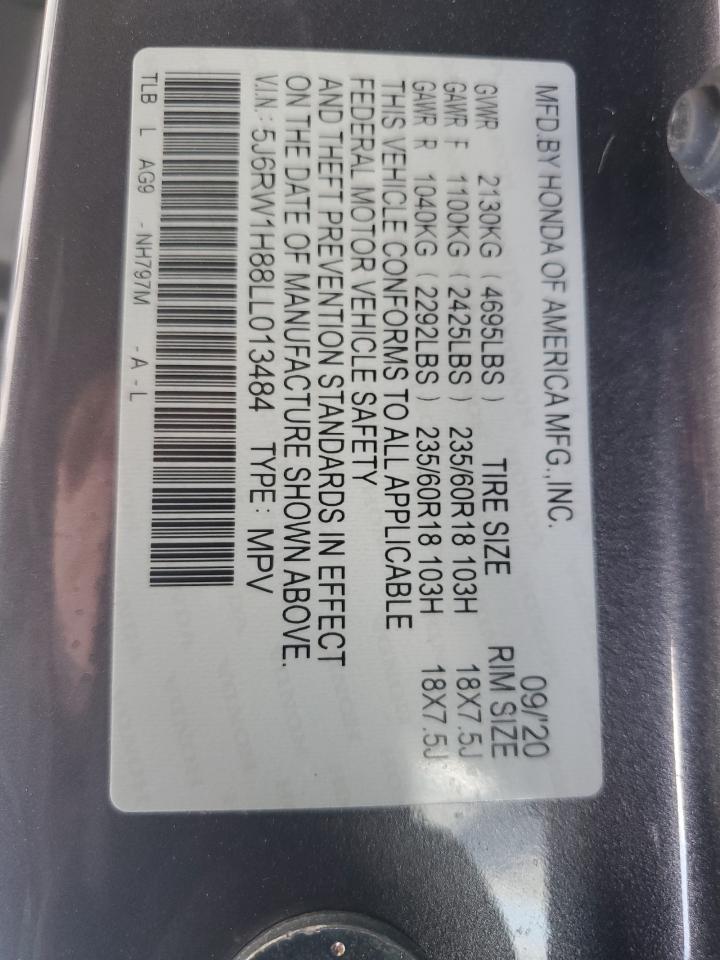 MFD.BY HONDA OF AMERICA MFG.,INC. 09/'20
GVWR 2130KG ( 4695LBS ) TIRE SIZE RIM SIZE
GAWR F 1100KG ( 2425LBS ) 235/60R18 103H 18X7.5J
GAWR R 1040KG ( 2292LBS ) 235/60R18 103H 18X7.5J
THIS VEHICLE CONFORMS TO ALL APPLICABLE
FEDERAL MOTOR VEHICLE SAFETY
AND THEFT PREVENTION STANDARDS IN EFFECT
ON THE DATE OF MANUFACTURE SHOWN ABOVE.
V.I.N.: 5J6RW1H88LL013484 TYPE: MPV
TLB L AG9 -NH797M -A-L